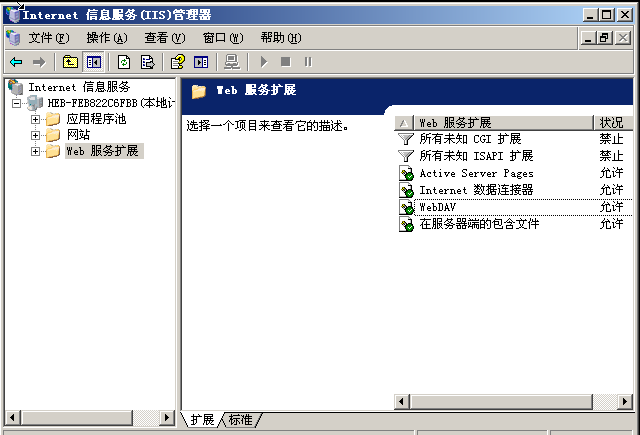 Internet 信息服务(IIS)管理器
文件(F) 操作(A) 查看(V) 窗口(W) 帮助(H)
Internet 信息服务
HEB-FEB822C6FBB(本地计
应用程序池
网站
Web 服务扩展
Web 服务扩展
选择一个项目来查看它的描述。
Web 服务扩展 状况
所有未知 CGI 扩展 禁止
所有未知 ISAPI 扩展 禁止
Active Server Pages 允许
Internet 数据连接器 允许
WebDAV 允许
在服务器端的包含文件 允许
扩展 标准